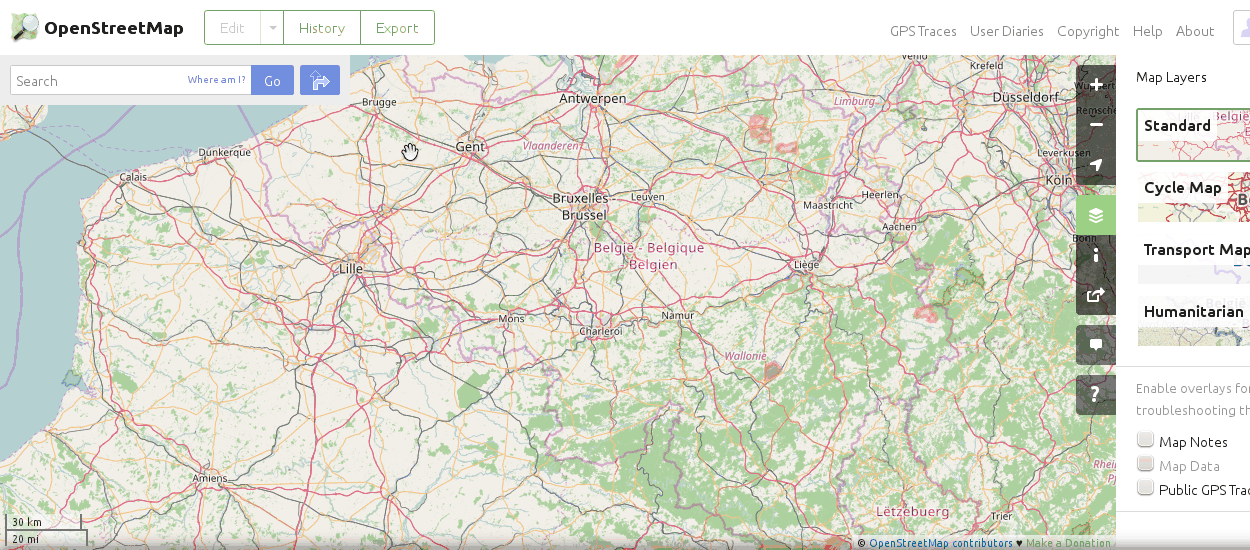 OpenStreetMap
Edit
History
Export
GPS Traces
User Diaries
Copyright
Help
About
Search
Where am I?
Go
Map Layers
Standard
Cycle Map
Transport Map
Humanitarian
Enable overlays for
troubleshooting th
Map Notes
Map Data
Public GPS Trac
Brugge
Antwerpen
Krefeld
Limburg
Düsseldorf
Remsche
Gent
Vlaanderen
Dunkerque
Calais
Leverkusen
Köln
Bruxelles
Brussel
Leuven
Maastricht
Heerlen
Aachen
Bonn
België - Belgique
Belgien
Lille
Liège
Mons
Charleroi
Namur
Wallonie
Amiens
Lëtzebuerg
Trier
30 km
20 mi
© OpenStreetMap contributors ♥ Make a Donation